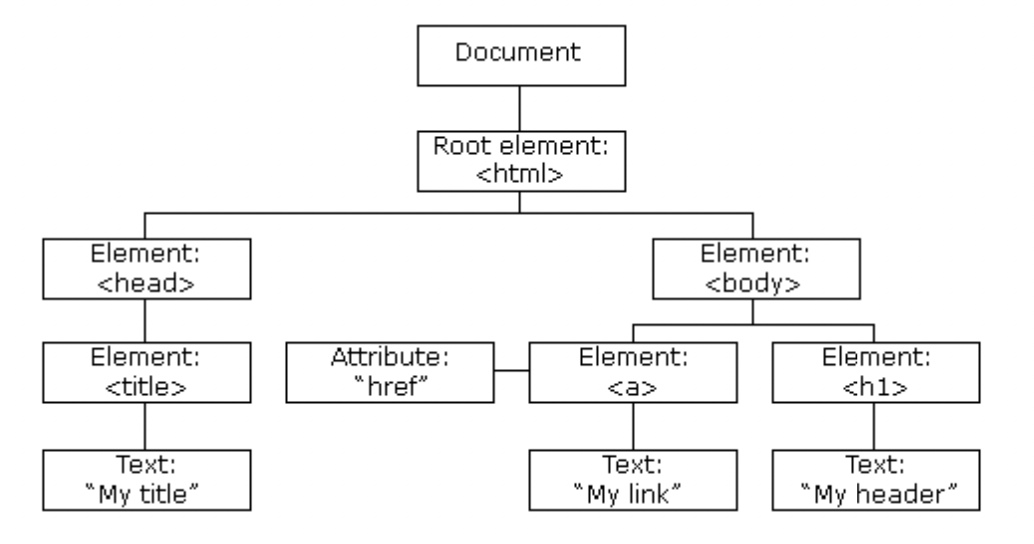 Document
Root element:
<html>
Element:
<head>
Element:
<body>
Element:
<title>
Attribute:
“href”
Element:
<a>
Element:
<h1>
Text:
“My title”
Text:
“My link”
Text:
“My header”